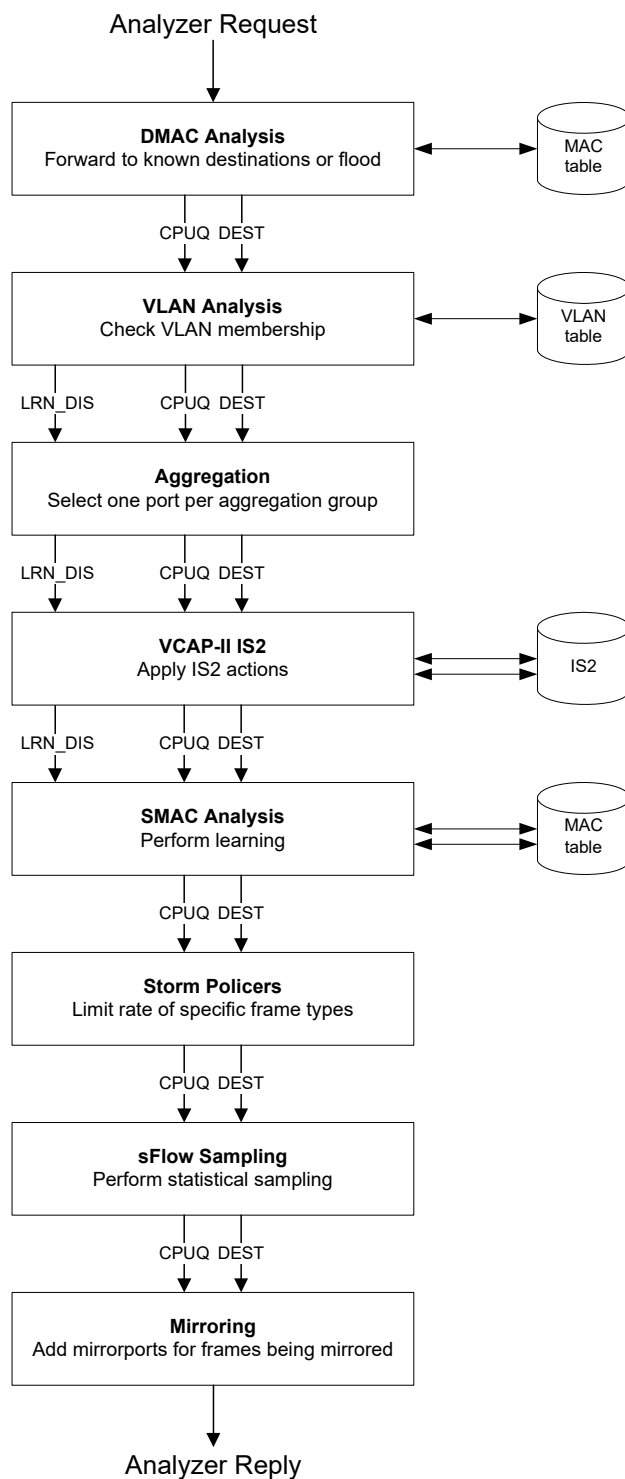 Analyzer Request
DMAC Analysis
Forward to known destinations or flood
MAC
table
CPUQ DEST
VLAN Analysis
Check VLAN membership
VLAN
table
LRN_DIS CPUQ DEST
Aggregation
Select one port per aggregation group
LRN_DIS CPUQ DEST
VCAP-II IS2
Apply IS2 actions
IS2
LRN_DIS CPUQ DEST
SMAC Analysis
Perform learning
MAC
table
CPUQ DEST
Storm Policers
Limit rate of specific frame types
CPUQ DEST
sFlow Sampling
Perform statistical sampling
CPUQ DEST
Mirroring
Add mirrorports for frames being mirrored
Analyzer Reply